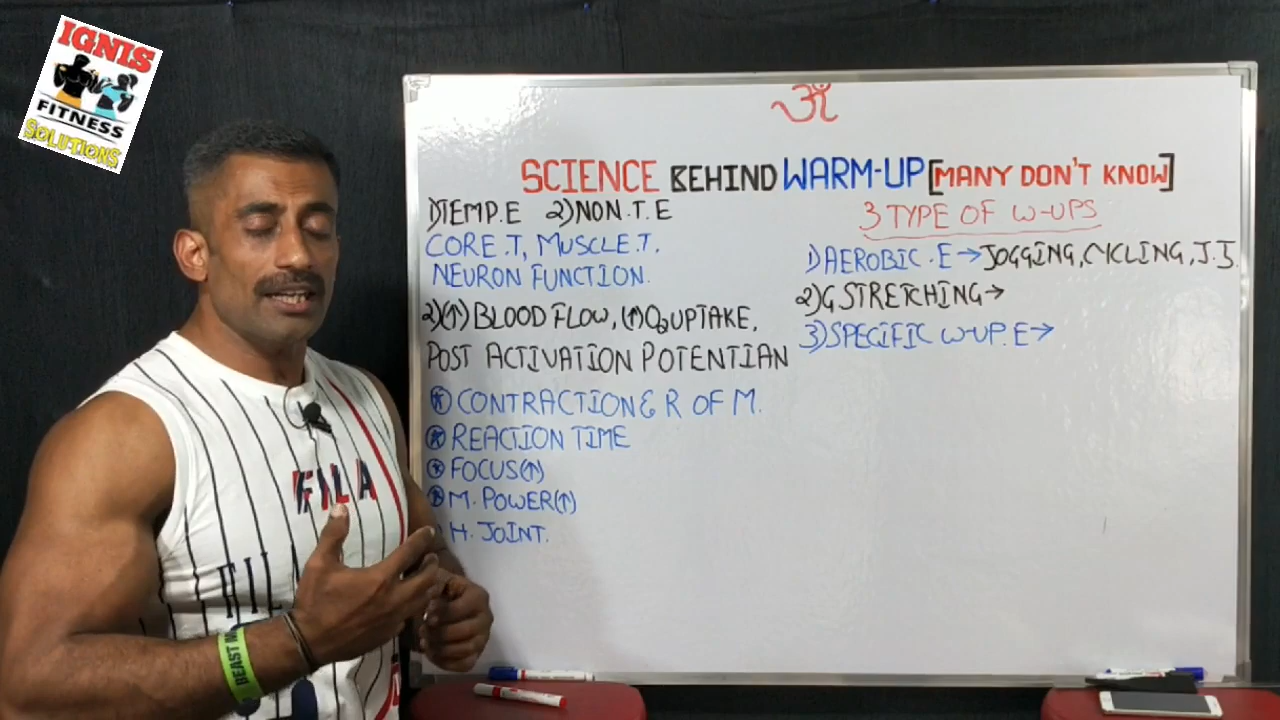 IGNIS
FITNESS
SOLUTIONS
ॐ
SCIENCE BEHIND WARM-UP [MANY DON'T KNOW]
1)TEMP.E 2)NON.T.E
CORE.T, MUSCLE.T.
NEURON FUNCTION.
2)(↑) BLOOD FLOW, (↑)O2 UPTAKE,
POST ACTIVATION POTENTIAN
* CONTRACTION & R OF M.
* REACTION TIME
* FOCUS(↑)
* M. POWER(↑)
H. JOINT.
3 TYPE OF W-UPS
1)AEROBIC.E→JOGGING, CYCLING, J.J.
2)G STRETCHING→
3)SPECIFIC W-UP.E→
FILA
FILA
BEAST